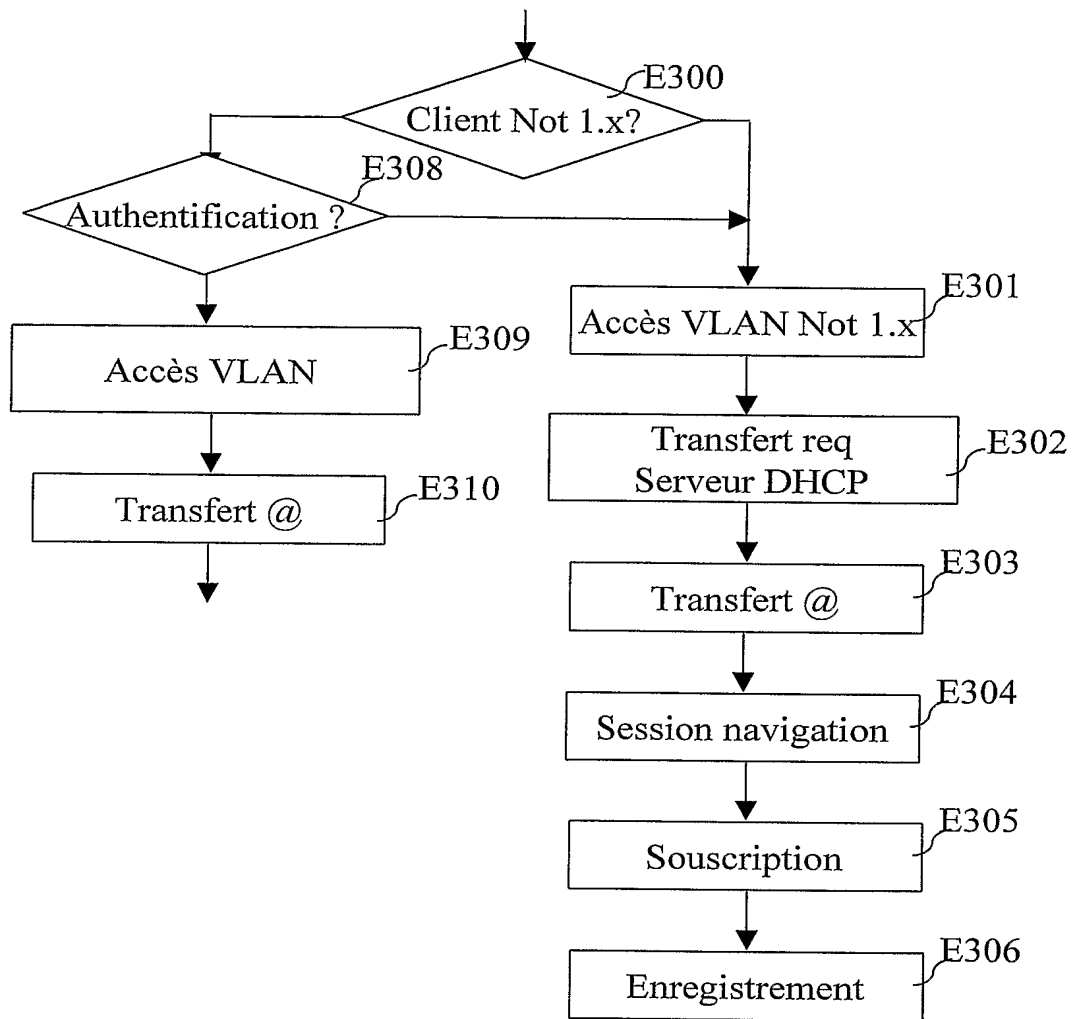 E300
Client Not 1.x?
E308
Authentification ?
E301
Accès VLAN Not 1.x
E309
Accès VLAN
E302
Transfert req
Serveur DHCP
E310
Transfert @
E303
Transfert @
E304
Session navigation
E305
Souscription
E306
Enregistrement